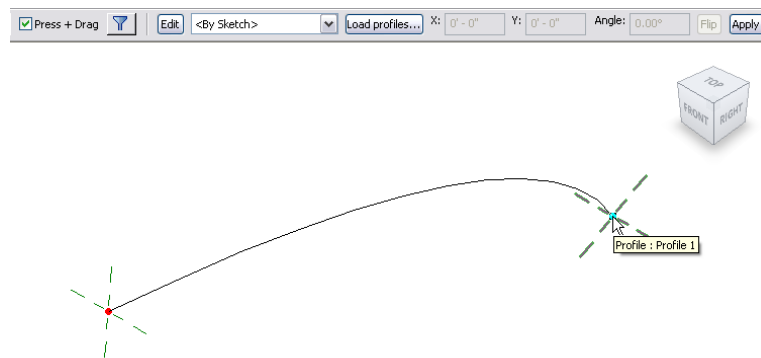 Press + Drag Edit <By Sketch> Load profiles... X: 0' - 0" Y: 0' - 0" Angle: 0.00° Flip Apply
TOP
FRONT RIGHT
Profile : Profile 1